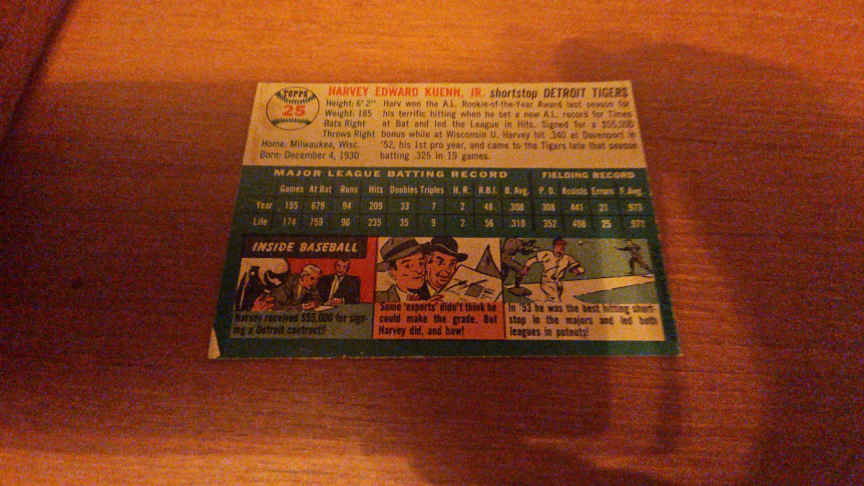 TOPPS
25
HARVEY EDWARD KUENN, JR. shortstop DETROIT TIGERS
Height: 6'2"
Weight: 185
Bats Right
Throws Right
Home: Milwaukee, Wisc.
Born: December 4, 1930
Harv won the A.L. Rookie-of-the-Year Award last season for
his terrific hitting when he set a new A.L. record for Times
at Bat and led the League in Hits. Signed for a $55,000
bonus while at Wisconsin U. Harvey hit .340 at Davenport in
'52, his 1st pro year, and came to the Tigers late that season
batting .325 in 19 games.
MAJOR LEAGUE BATTING RECORD FIELDING RECORD
Games At Bat Runs Hits Doubles Triples H. R. R.B.I. B. Avg. P. O. Assists Errors F. Avg.
Year 155 679 94 209 33 7 2 48 .308 308 441 21 .973
Life 174 759 235 35 9 2 56 .310 352 498 25 .971
INSIDE BASEBALL
Harvey received $55,000 for sign-
ing a Detroit contract!
Some 'experts' didn't think he
could make the grade. But
Harvey did, and how!
In '53 he was the best hitting short-
stop in the majors and led both
leagues in putouts!